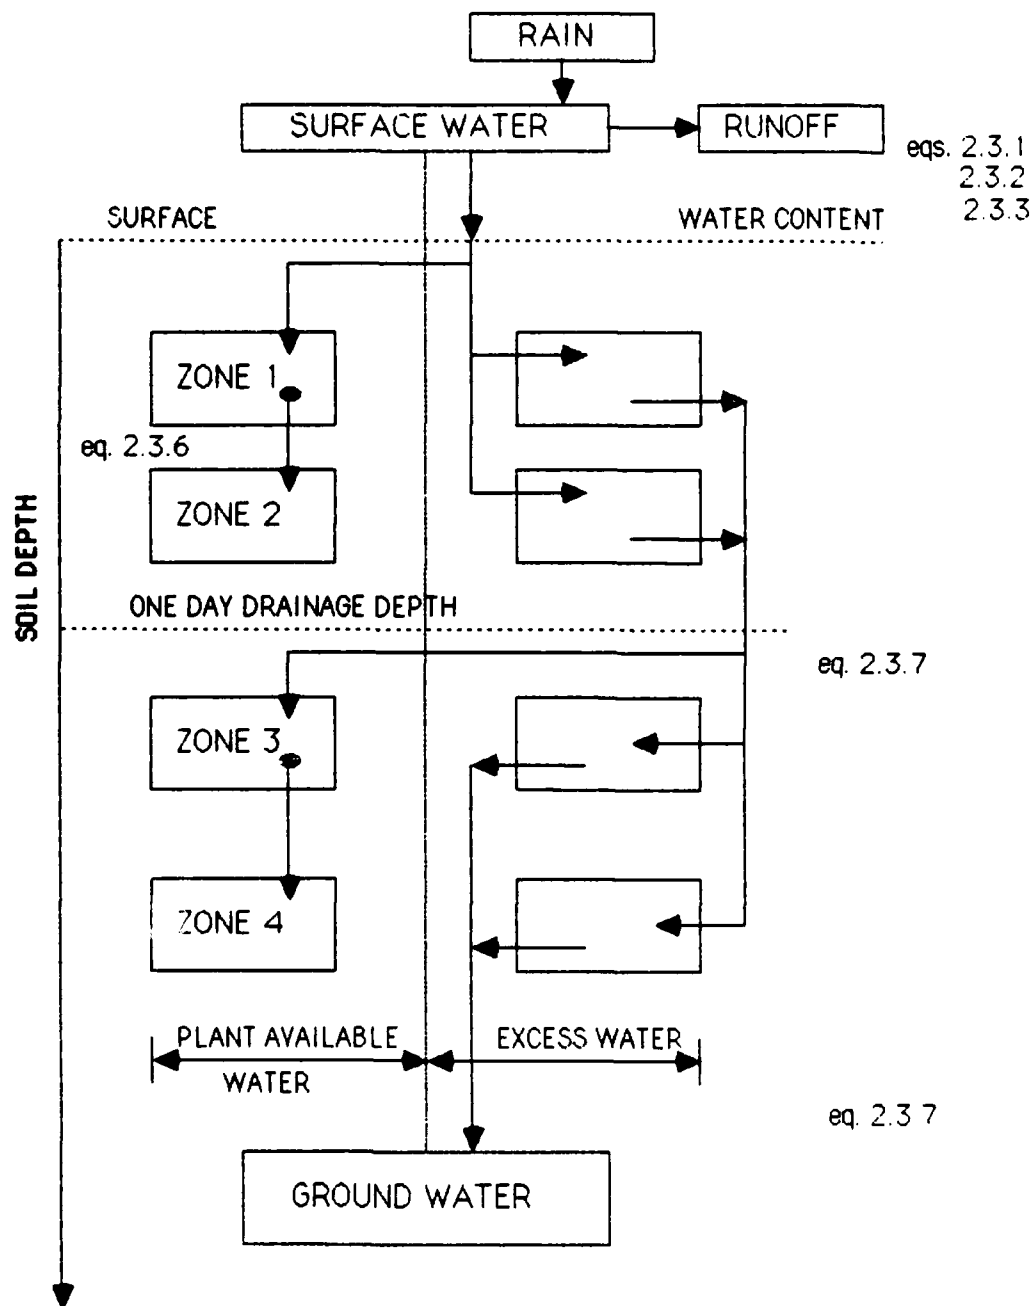 RAIN
SURFACE WATER
RUNOFF
eqs. 2.3.1
2.3.2
2.3.3
SURFACE
WATER CONTENT
ZONE 1
eq. 2.3.6
ZONE 2
SOIL DEPTH
ONE DAY DRAINAGE DEPTH
eq. 2.3.7
ZONE 3
ZONE 4
PLANT AVAILABLE
WATER
EXCESS WATER
eq. 2.3 7
GROUND WATER